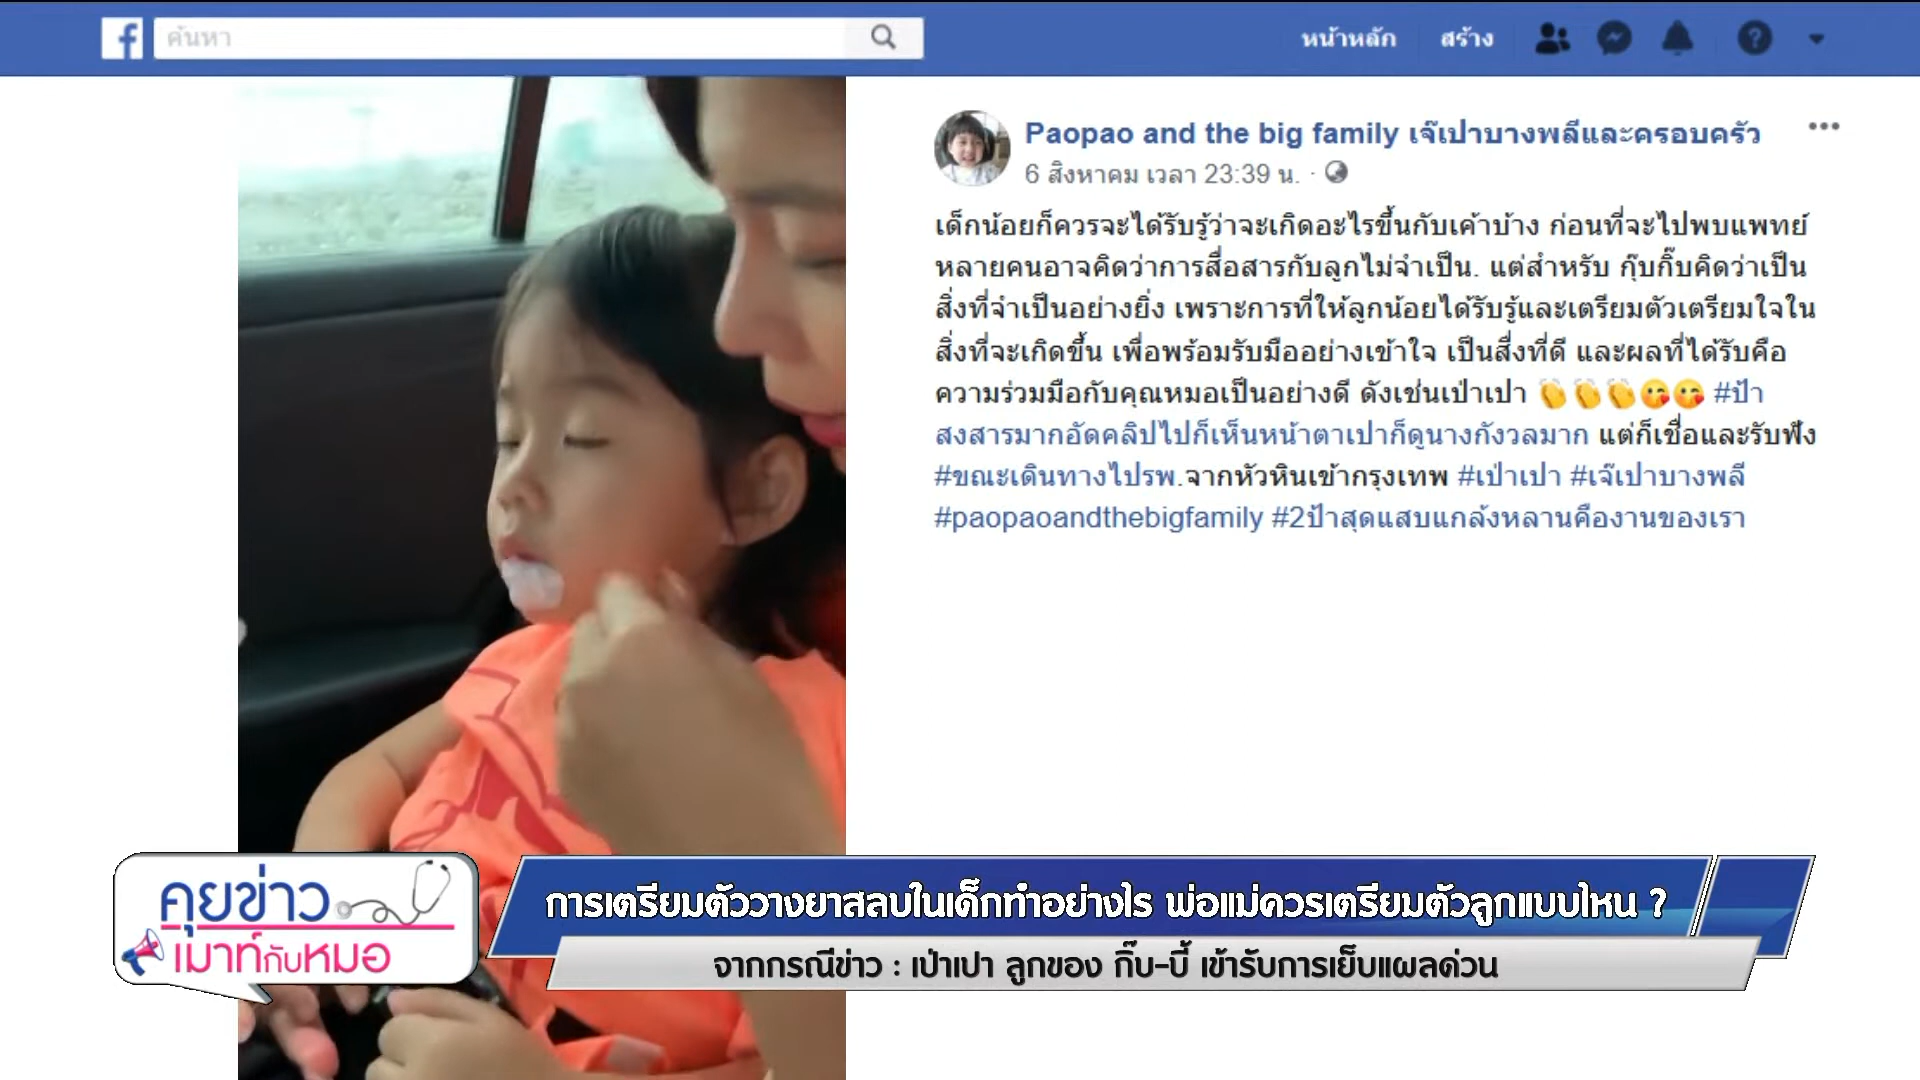 f ค้นหา หน้าหลัก สร้าง
Paopao and the big family เจ๊เปาบางพลีและครอบครัว
6 สิงหาคม เวลา 23:39 น. ·
เด็กน้อยก็ควรจะได้รับรู้ว่าจะเกิดอะไรขึ้นกับเค้าบ้าง ก่อนที่จะไปพบแพทย์
หลายคนอาจคิดว่าการสื่อสารกับลูกไม่จำเป็น. แต่สำหรับ กุ๊บกิ๊บคิดว่าเป็น
สิ่งที่จำเป็นอย่างยิ่ง เพราะการที่ให้ลูกน้อยได้รับรู้และเตรียมตัวเตรียมใจใน
สิ่งที่จะเกิดขึ้น เพื่อพร้อมรับมืออย่างเข้าใจ เป็นสิ่งที่ดี และผลที่ได้รับคือ
ความร่วมมือกับคุณหมอเป็นอย่างดี ดังเช่นเป่าเปา 👏👏👏😋😋 #ป้า
สงสารมากอัดคลิปไปก็เห็นหน้าตาเปาก็ดูนางกังวลมาก แต่ก็เชื่อและรับฟัง
#ขณะเดินทางไปรพ.จากหัวหินเข้ากรุงเทพ #เป่าเปา #เจ๊เปาบางพลี
#paopaoandthebigfamily #2ป้าสุดแสบแกล้งหลานคืองานของเรา
คุยข่าว
เมาท์กับหมอ
การเตรียมตัววางยาสลบในเด็กทำอย่างไร พ่อแม่ควรเตรียมตัวลูกแบบไหน ?
จากกรณีข่าว : เป่าเปา ลูกของ กิ๊บ-บี้ เข้ารับการเย็บแผลด่วน